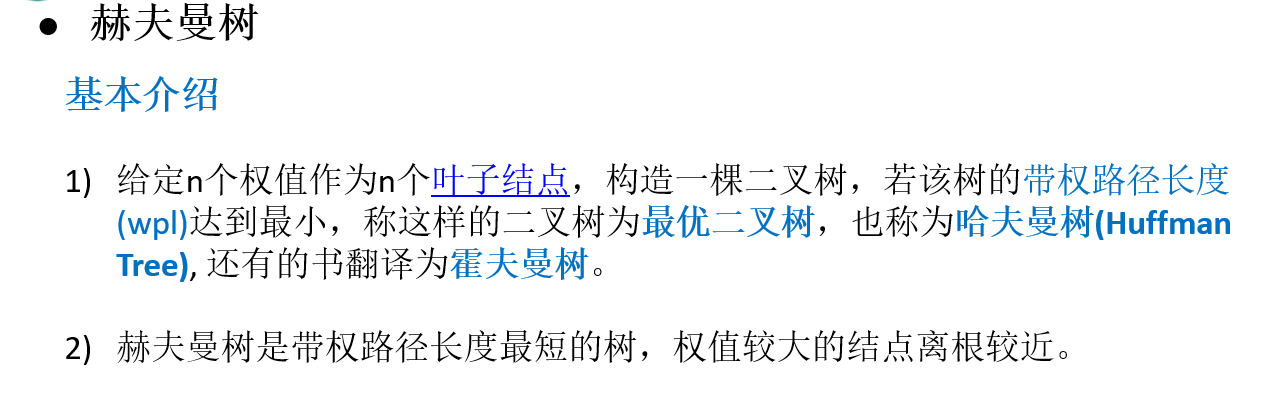 ● 赫夫曼树
基本介绍
1) 给定n个权值作为n个叶子结点，构造一棵二叉树，若该树的带权路径长度
(wpl)达到最小，称这样的二叉树为最优二叉树，也称为哈夫曼树(Huffman
Tree), 还有的书翻译为霍夫曼树。
2) 赫夫曼树是带权路径长度最短的树，权值较大的结点离根较近。